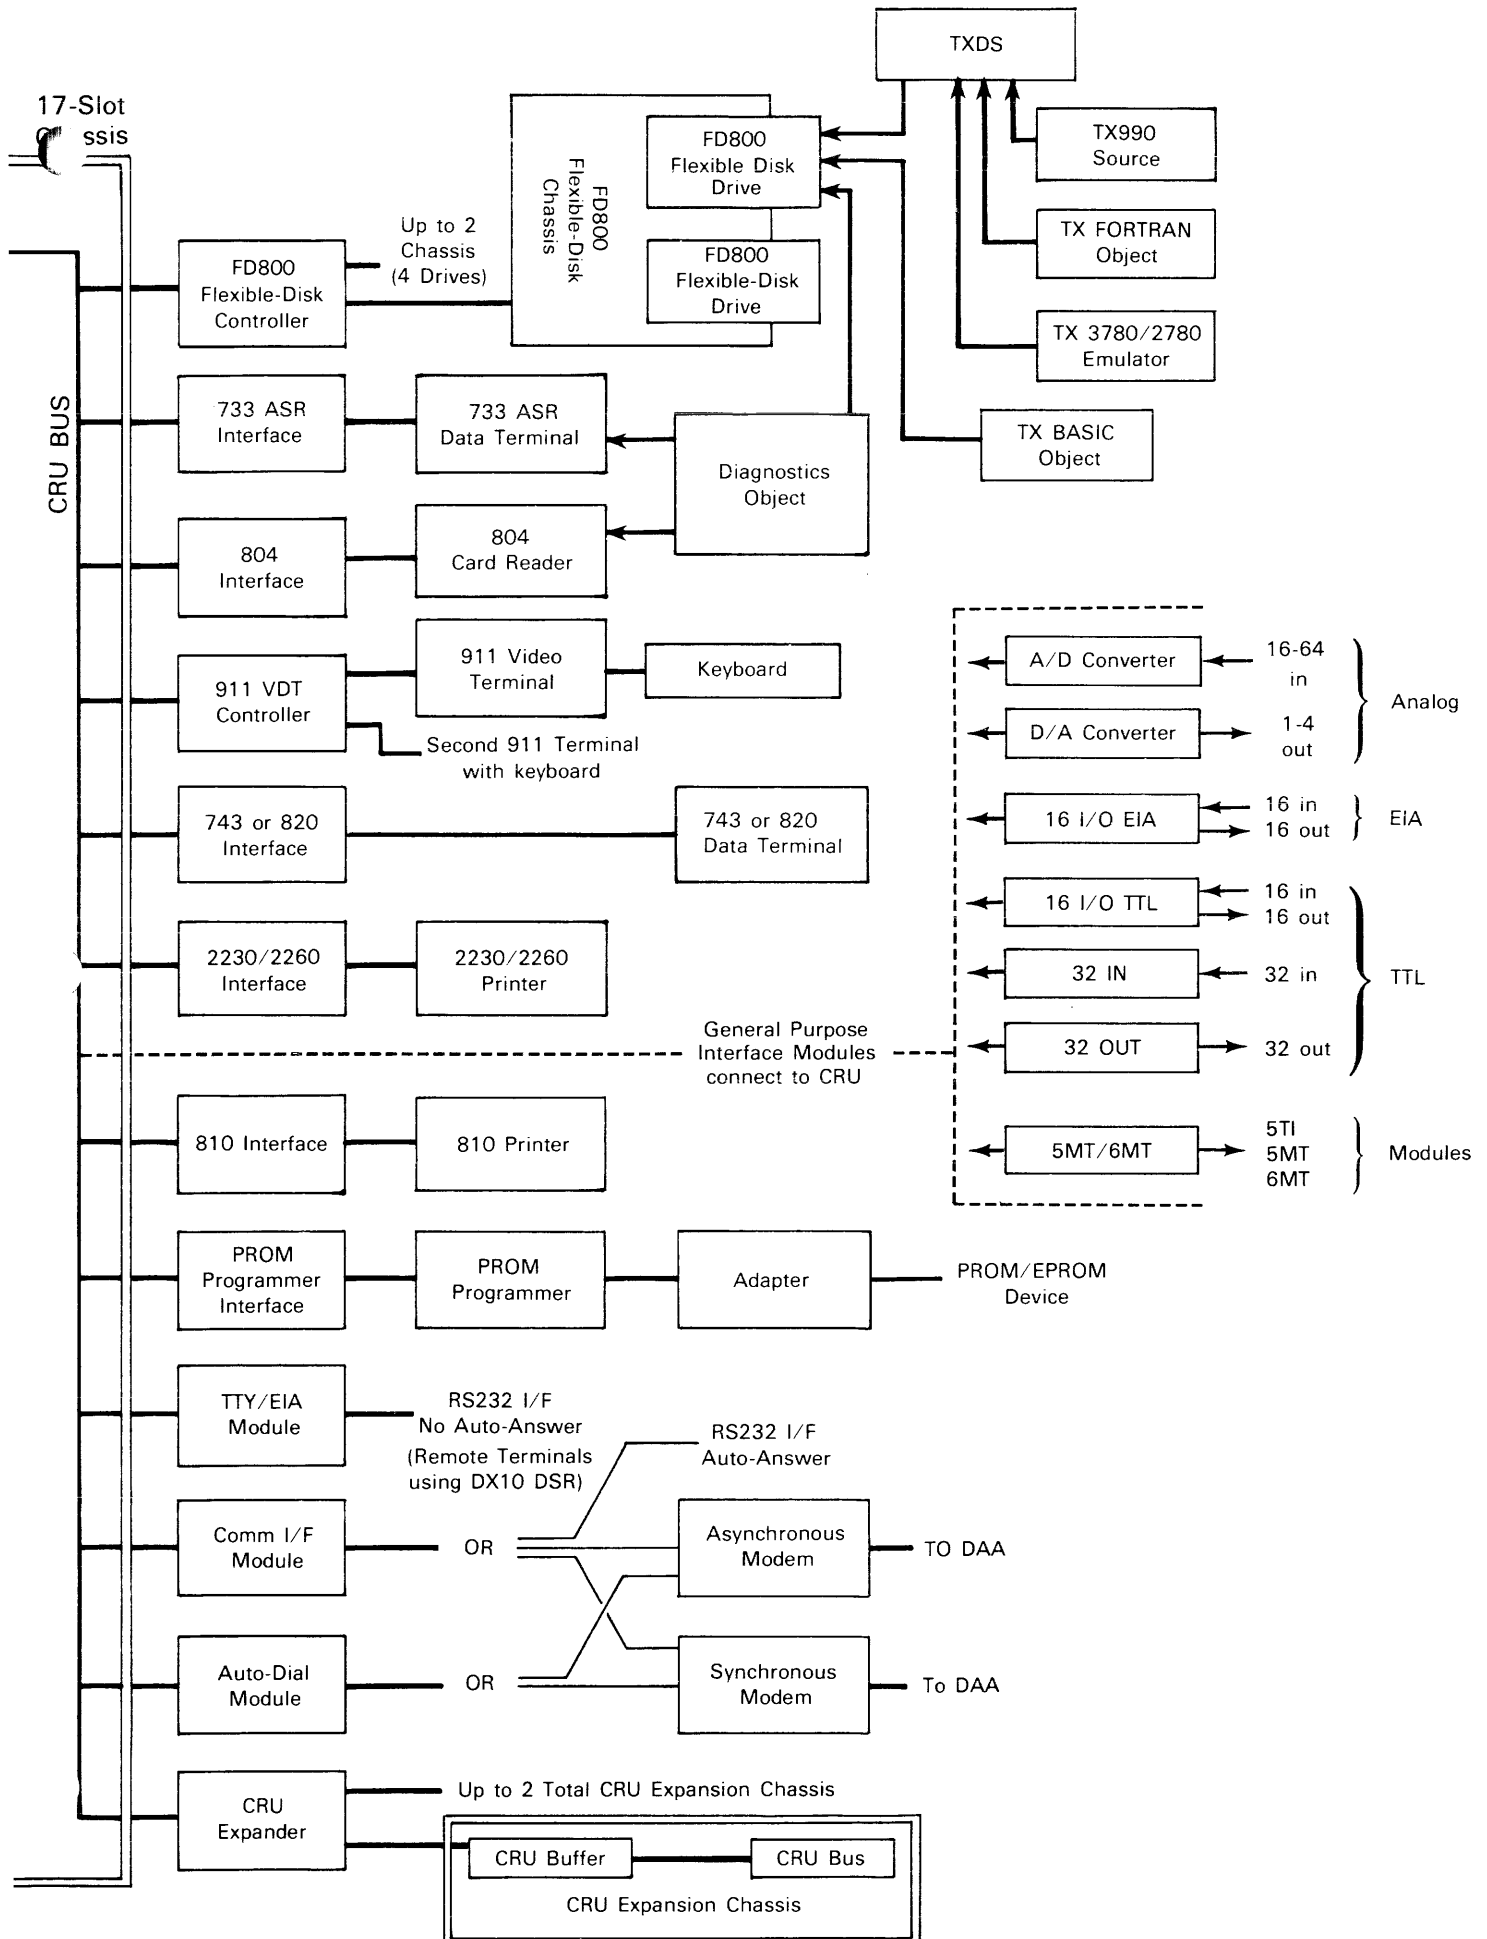 TXDS
17-Slot
ssis
TX990
Source
FD800
Flexible Disk
Drive
FD800
Flexible-Disk
Chassis
TX FORTRAN
Object
Up to 2
Chassis
(4 Drives)
FD800
Flexible-Disk
Controller
FD800
Flexible-Disk
Drive
TX 3780/2780
Emulator
CRU BUS
733 ASR
Interface
733 ASR
Data Terminal
TX BASIC
Object
Diagnostics
Object
804
Interface
804
Card Reader
911 VDT
Controller
911 Video
Terminal
Keyboard
Second 911 Terminal
with keyboard
A/D Converter
16-64
in
D/A Converter
1-4
out
Analog
16 I/O EIA
16 in
16 out
EIA
743 or 820
Interface
743 or 820
Data Terminal
16 I/O TTL
16 in
16 out
32 IN
32 in
TTL
32 OUT
32 out
2230/2260
Interface
2230/2260
Printer
General Purpose
Interface Modules
connect to CRU
5MT/6MT
5TI
5MT
6MT
Modules
810 Interface
810 Printer
PROM
Programmer
Interface
PROM
Programmer
Adapter
PROM/EPROM
Device
TTY/EIA
Module
RS232 I/F
No Auto-Answer
(Remote Terminals
using DX10 DSR)
RS232 I/F
Auto-Answer
Comm I/F
Module
OR
Asynchronous
Modem
TO DAA
Auto-Dial
Module
OR
Synchronous
Modem
To DAA
CRU
Expander
Up to 2 Total CRU Expansion Chassis
CRU Buffer
CRU Bus
CRU Expansion Chassis